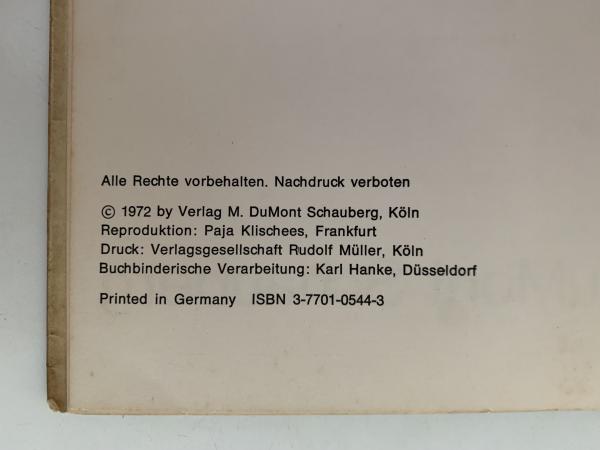 Alle Rechte vorbehalten. Nachdruck verboten
© 1972 by Verlag M. DuMont Schauberg, Köln
Reproduktion: Paja Klischees, Frankfurt
Druck: Verlagsgesellschaft Rudolf Müller, Köln
Buchbinderische Verarbeitung: Karl Hanke, Düsseldorf
Printed in Germany ISBN 3-7701-0544-3